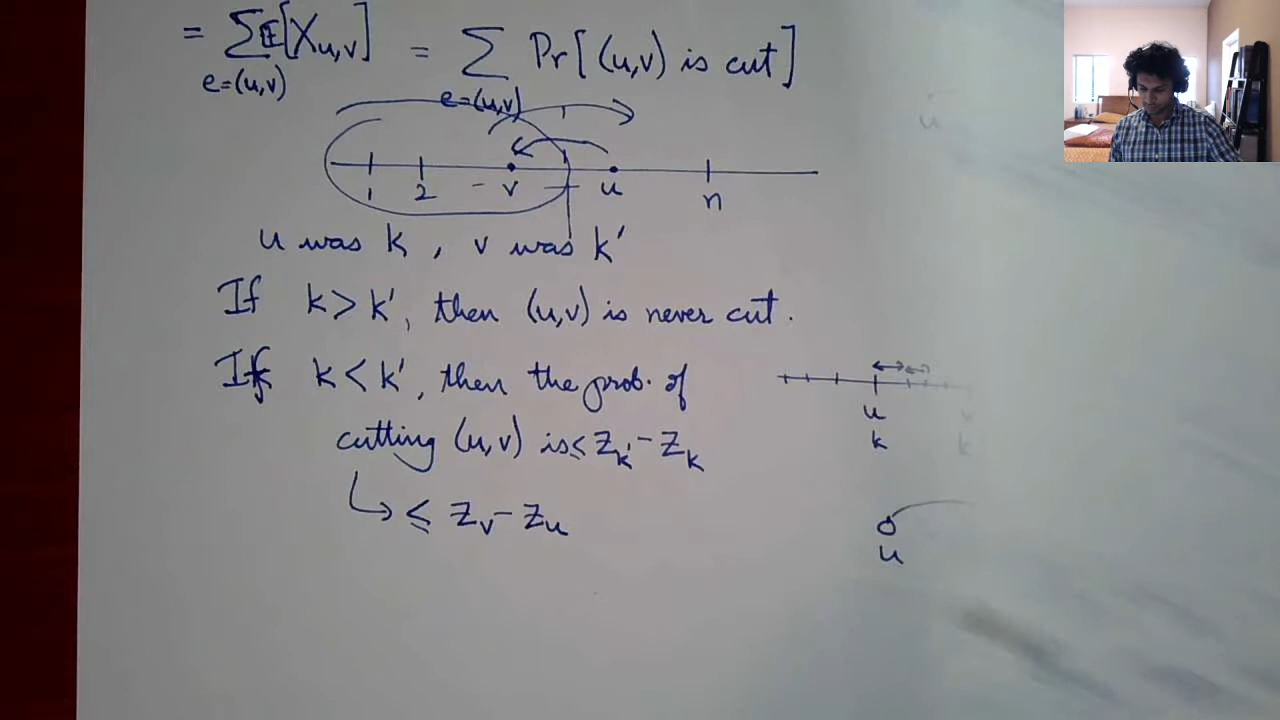 = ∑ E[X_{u,v}] = ∑ Pr[(u,v) is cut]
e=(u,v) e=(u,v)
1 2 - v u n
u was k, v was k'
If k > k', then (u,v) is never cut.
If k < k', then the prob. of
cutting (u,v) is ≤ z_{k'} - z_k
↳ ≤ z_v - z_u
u
k
v
k
u
u